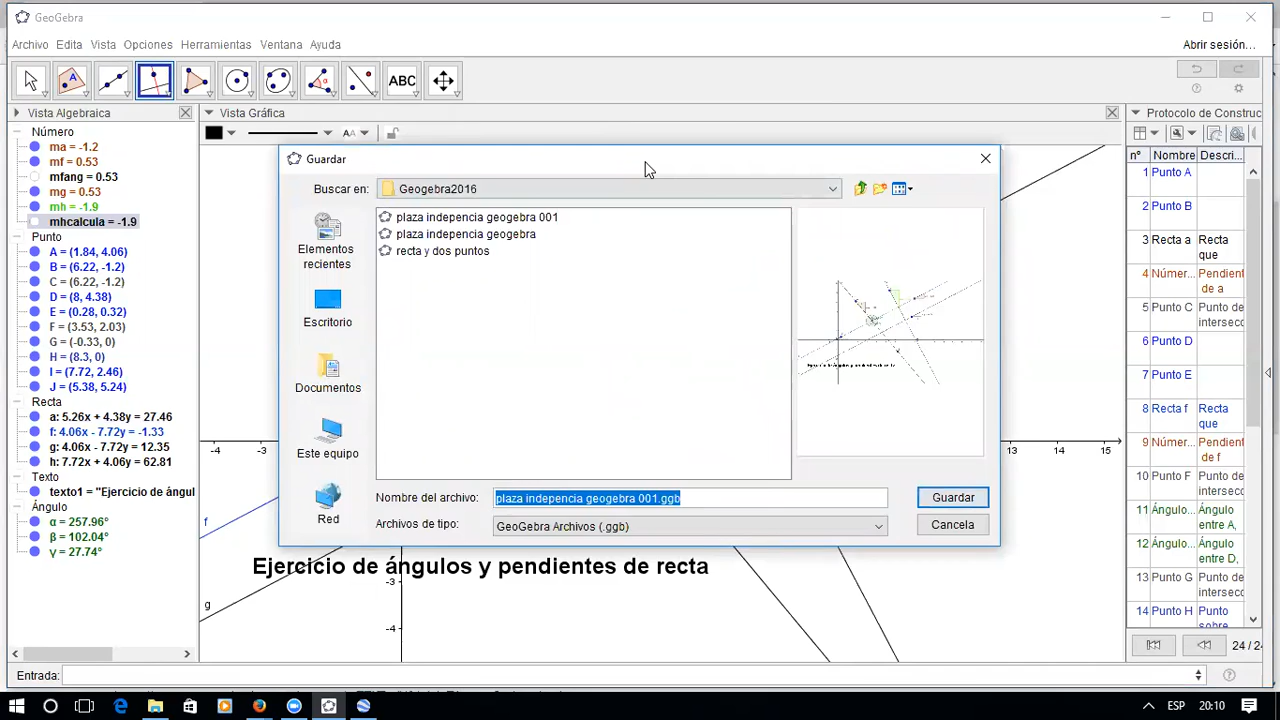 GeoGebra
Archivo Edita Vista Opciones Herramientas Ventana Ayuda
Abrir sesión...
ABC
Vista Algebraica
Vista Gráfica
Protocolo de Construc
Número
ma = -1.2
mf = 0.53
mfang = 0.53
mg = 0.53
mh = -1.9
mhcalcula = -1.9
Punto
A = (1.84, 4.06)
B = (6.22, -1.2)
C = (6.22, -1.2)
D = (8, 4.38)
E = (0.28, 0.32)
F = (3.53, 2.03)
G = (-0.33, 0)
H = (8.3, 0)
I = (7.72, 2.46)
J = (5.38, 5.24)
Recta
a: 5.26x + 4.38y = 27.46
f: 4.06x - 7.72y = -1.33
g: 4.06x - 7.72y = 12.35
h: 7.72x + 4.06y = 62.81
Texto
texto1 = "Ejercicio de ángul
Ángulo
α = 257.96°
β = 102.04°
γ = 27.74°
AA
-4 -3
13 14 15
-3
-4
f
g
Ejercicio de ángulos y pendientes de recta
Guardar
Buscar en:
Geogebra2016
plaza indepencia geogebra 001
plaza indepencia geogebra
recta y dos puntos
Elementos
recientes
Escritorio
Documentos
Este equipo
Red
Nombre del archivo:
plaza indepencia geogebra 001.ggb
Guardar
Archivos de tipo:
GeoGebra Archivos (.ggb)
Cancela
nº Nombre Descri...
1 Punto A
2 Punto B
3 Recta a Recta
que
4 Númer... Pendient
de a
5 Punto C Punto de
intersecc
6 Punto D
7 Punto E
8 Recta f Recta
que
9 Númer... Pendient
de f
10 Punto F Punto de
intersecc
11 Ángulo... Ángulo
entre A,
12 Ángulo... Ángulo
entre D,
13 Punto G Punto de
intersecc
14 Punto H Punto
sobre
24 / 24
Entrada:
ESP 20:10